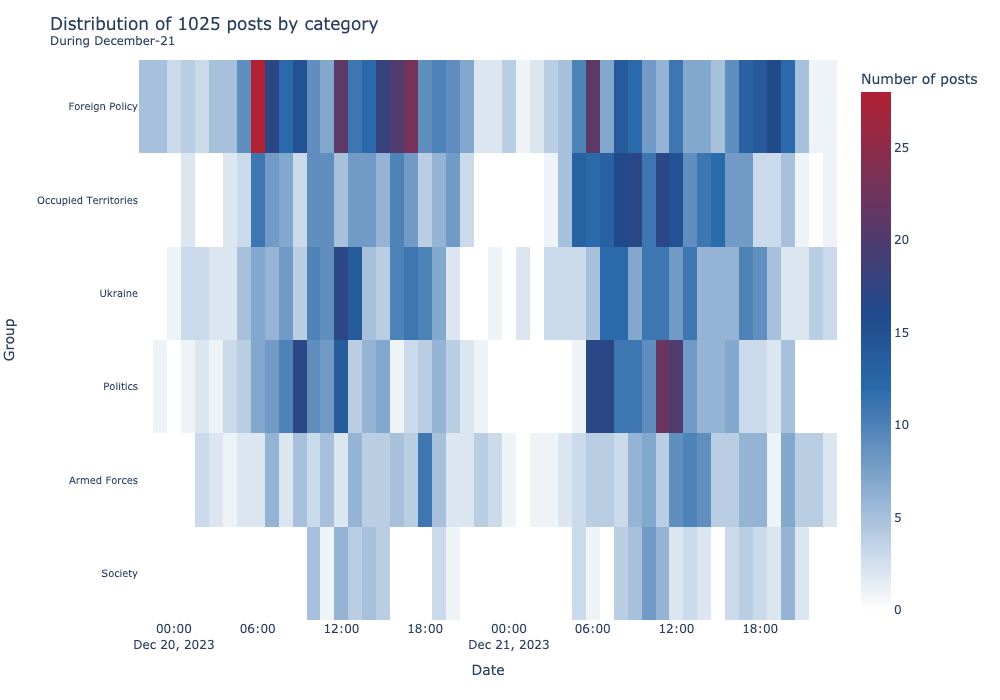 Distribution of 1025 posts by category
During December-21
Number of posts
Foreign Policy
Occupied Territories
Ukraine
Politics
Armed Forces
Society
Group
25
20
15
10
5
0
00:00 06:00 12:00 18:00 00:00 06:00 12:00 18:00
Dec 20, 2023 Dec 21, 2023
Date